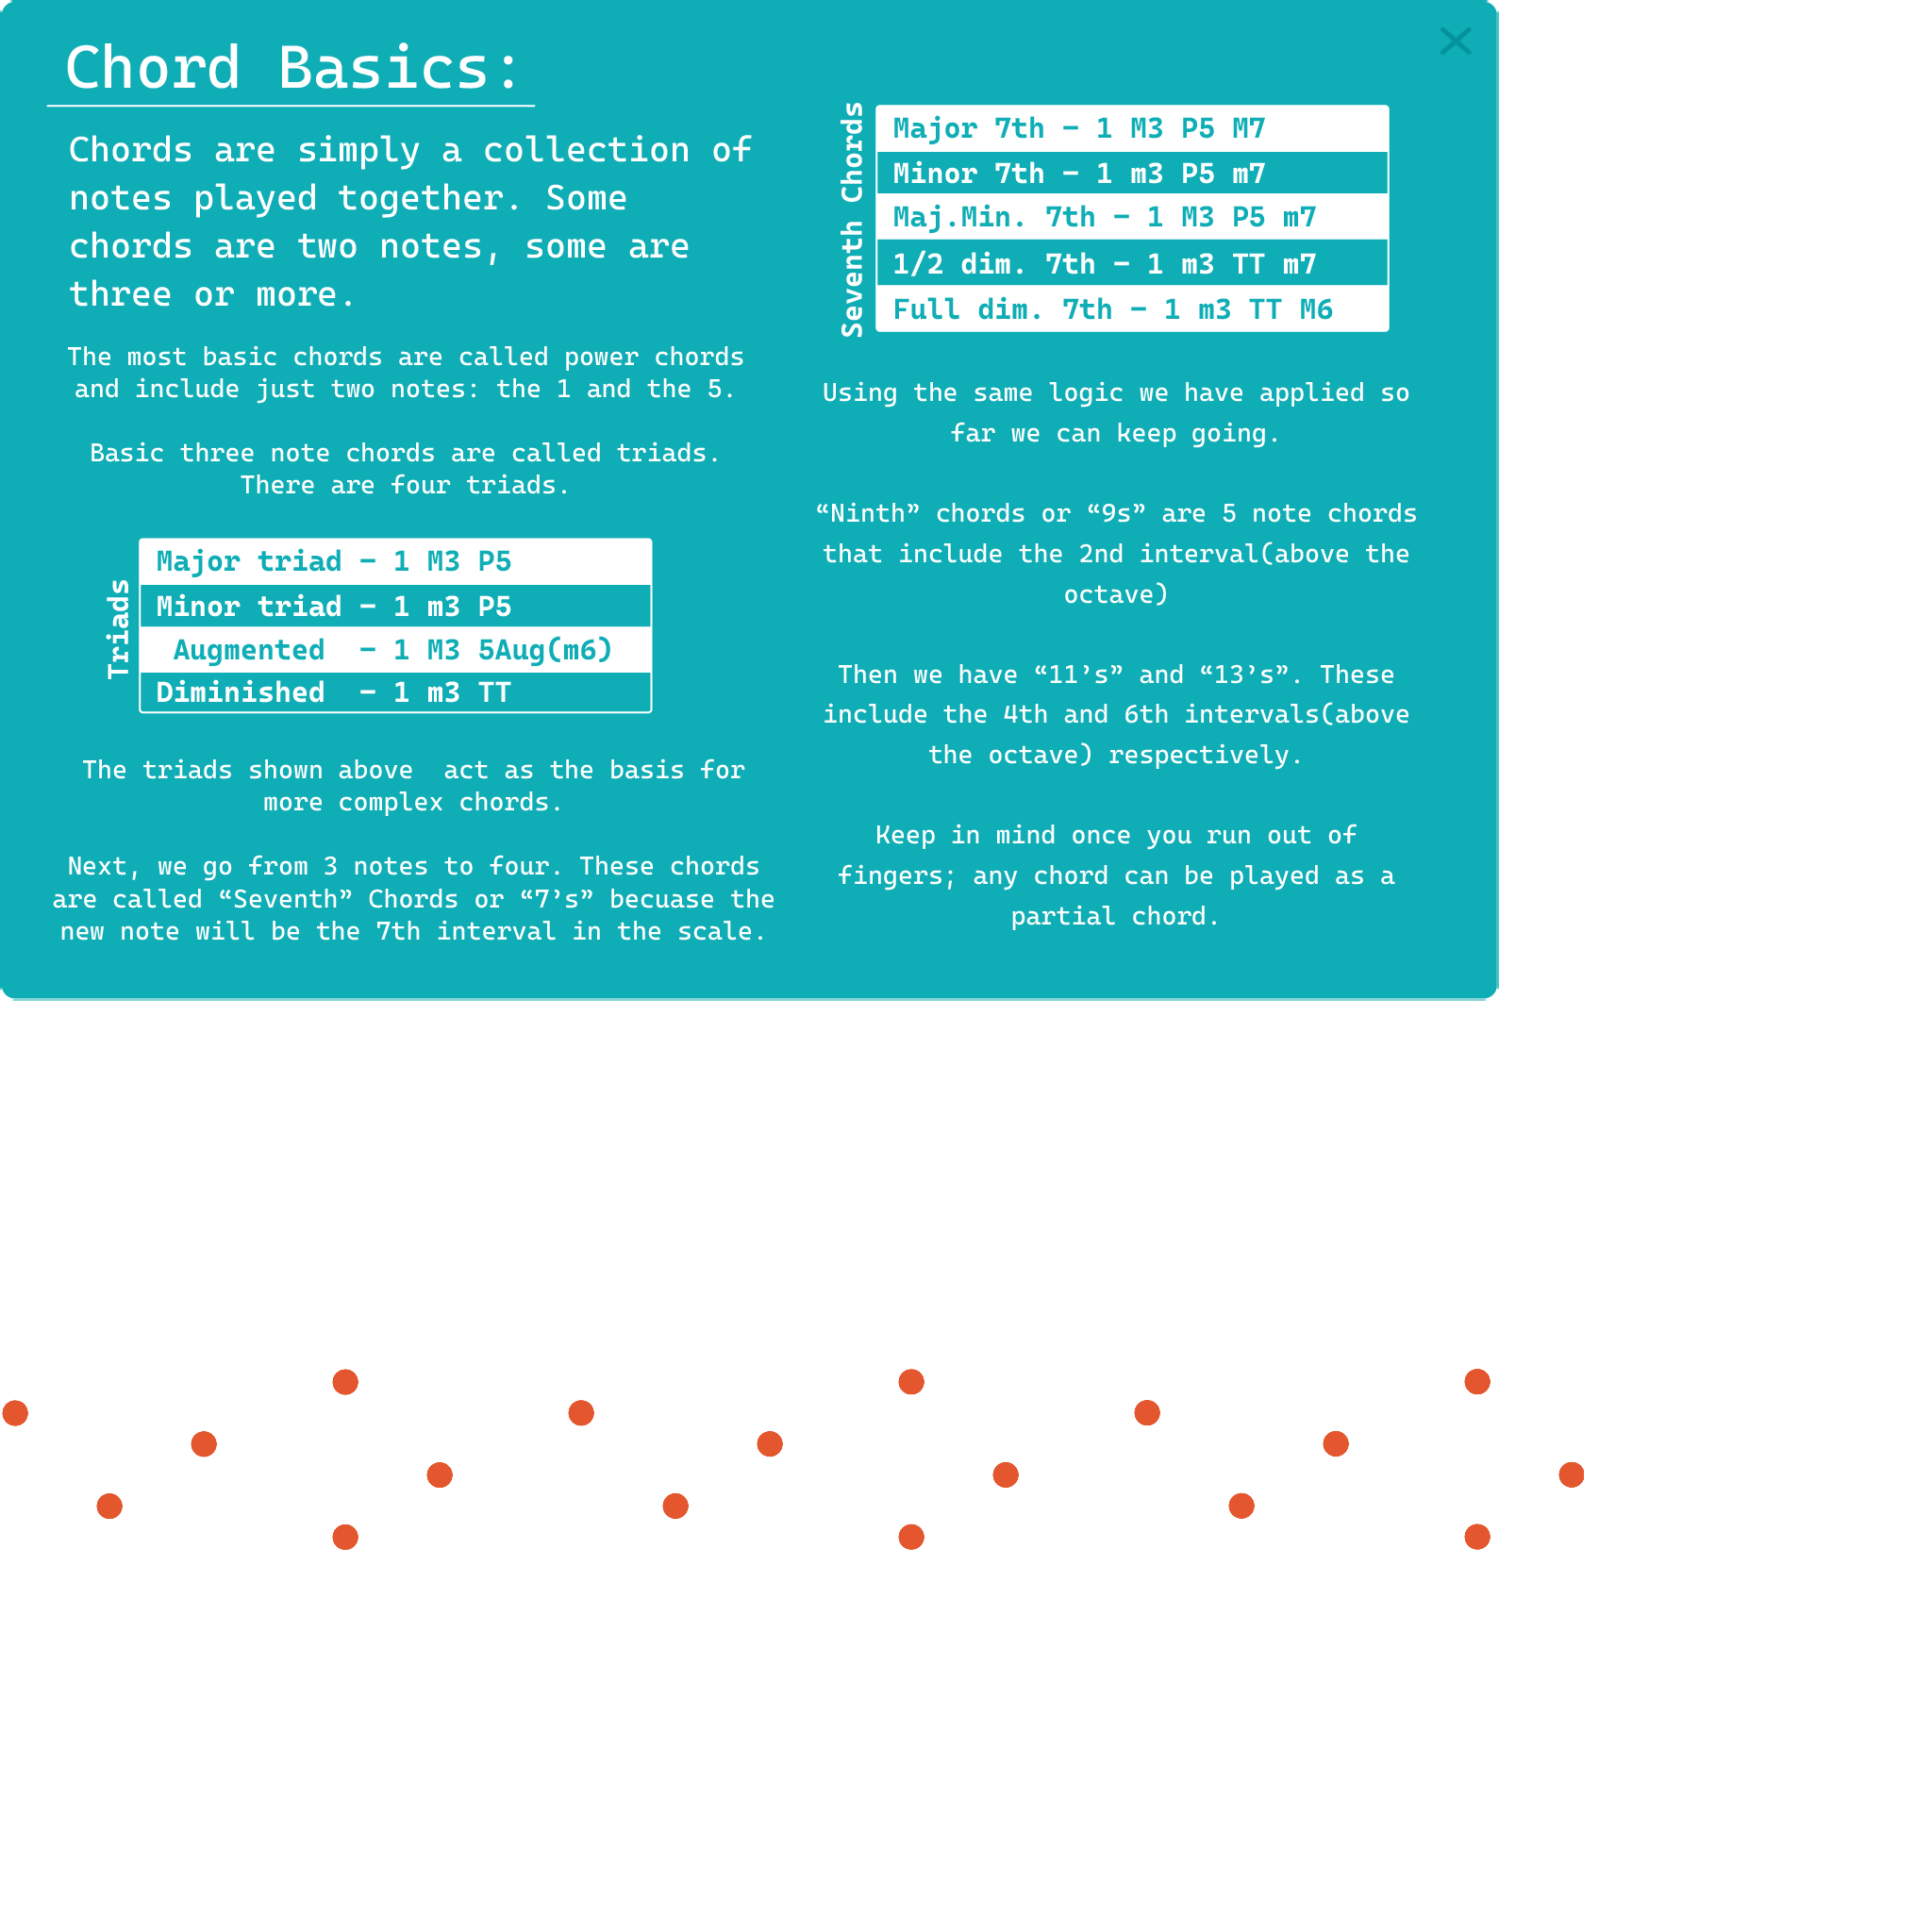 Chord Basics:
Chords are simply a collection of
notes played together. Some
chords are two notes, some are
three or more.
The most basic chords are called power chords
and include just two notes: the 1 and the 5.
Basic three note chords are called triads.
There are four triads.
Triads
Major triad - 1 M3 P5
Minor triad - 1 m3 P5
Augmented - 1 M3 5Aug(m6)
Diminished - 1 m3 TT
The triads shown above act as the basis for
more complex chords.
Next, we go from 3 notes to four. These chords
are called “Seventh” Chords or “7’s” becuase the
new note will be the 7th interval in the scale.
Seventh Chords
Major 7th - 1 M3 P5 M7
Minor 7th - 1 m3 P5 m7
Maj.Min. 7th - 1 M3 P5 m7
1/2 dim. 7th - 1 m3 TT m7
Full dim. 7th - 1 m3 TT M6
Using the same logic we have applied so
far we can keep going.
“Ninth” chords or “9s” are 5 note chords
that include the 2nd interval(above the
octave)
Then we have “11’s” and “13’s”. These
include the 4th and 6th intervals(above
the octave) respectively.
Keep in mind once you run out of
fingers; any chord can be played as a
partial chord.